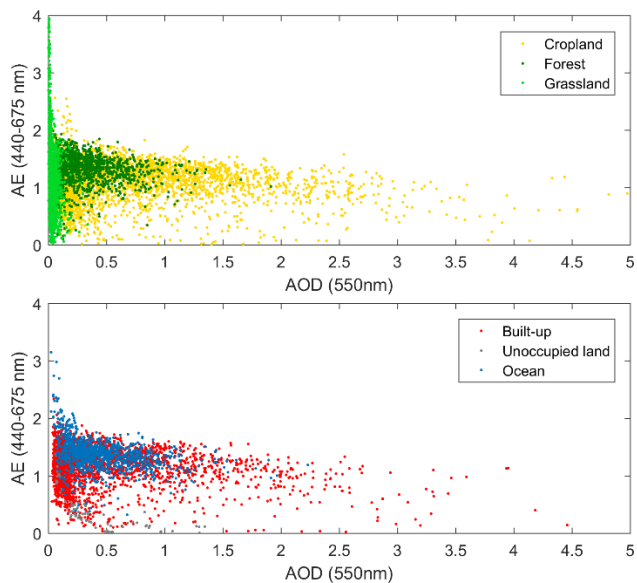 4
3
2
1
0
AE (440-675 nm)
0 0.5 1 1.5 2 2.5 3 3.5 4 4.5 5
AOD (550nm)
Cropland
Forest
Grassland
4
3
2
1
0
AE (440-675 nm)
0 0.5 1 1.5 2 2.5 3 3.5 4 4.5 5
AOD (550nm)
Built-up
Unoccupied land
Ocean